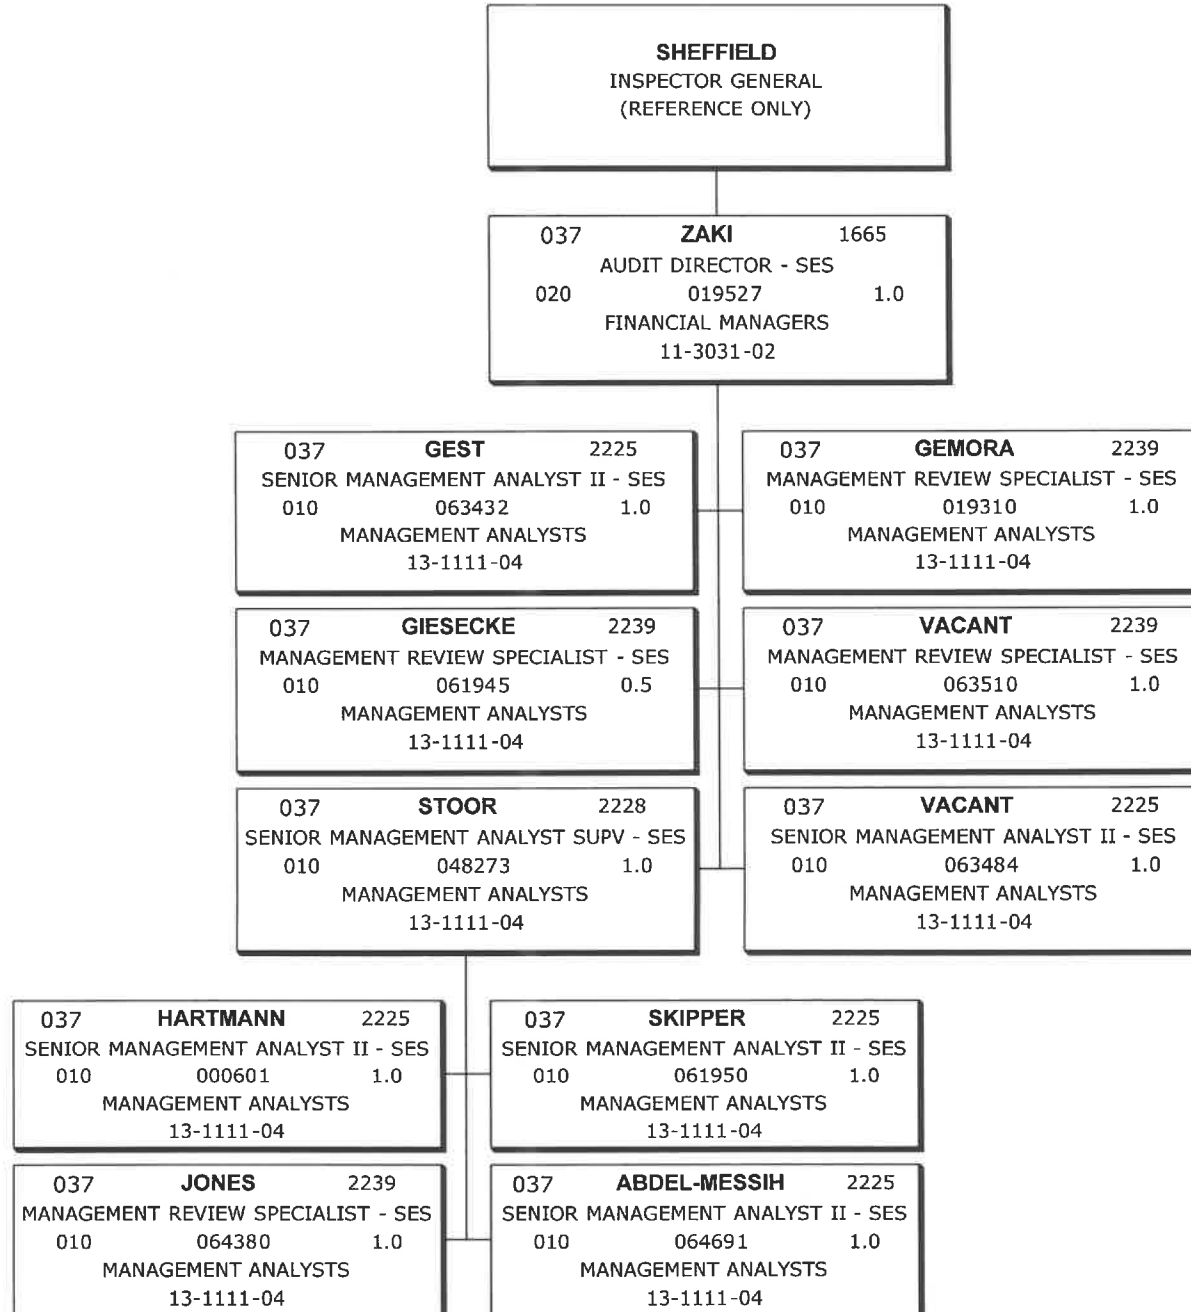 SHEFFIELD
INSPECTOR GENERAL
(REFERENCE ONLY)
037 ZAKI 1665
AUDIT DIRECTOR - SES
020 019527 1.0
FINANCIAL MANAGERS
11-3031-02
037 GEST 2225
SENIOR MANAGEMENT ANALYST II - SES
010 063432 1.0
MANAGEMENT ANALYSTS
13-1111-04
037 GEMORA 2239
MANAGEMENT REVIEW SPECIALIST - SES
010 019310 1.0
MANAGEMENT ANALYSTS
13-1111-04
037 GIESECKE 2239
MANAGEMENT REVIEW SPECIALIST - SES
010 061945 0.5
MANAGEMENT ANALYSTS
13-1111-04
037 VACANT 2239
MANAGEMENT REVIEW SPECIALIST - SES
010 063510 1.0
MANAGEMENT ANALYSTS
13-1111-04
037 STOOR 2228
SENIOR MANAGEMENT ANALYST SUPV - SES
010 048273 1.0
MANAGEMENT ANALYSTS
13-1111-04
037 VACANT 2225
SENIOR MANAGEMENT ANALYST II - SES
010 063484 1.0
MANAGEMENT ANALYSTS
13-1111-04
037 HARTMANN 2225
SENIOR MANAGEMENT ANALYST II - SES
010 000601 1.0
MANAGEMENT ANALYSTS
13-1111-04
037 SKIPPER 2225
SENIOR MANAGEMENT ANALYST II - SES
010 061950 1.0
MANAGEMENT ANALYSTS
13-1111-04
037 JONES 2239
MANAGEMENT REVIEW SPECIALIST - SES
010 064380 1.0
MANAGEMENT ANALYSTS
13-1111-04
037 ABDEL-MESSIH 2225
SENIOR MANAGEMENT ANALYST II - SES
010 064691 1.0
MANAGEMENT ANALYSTS
13-1111-04